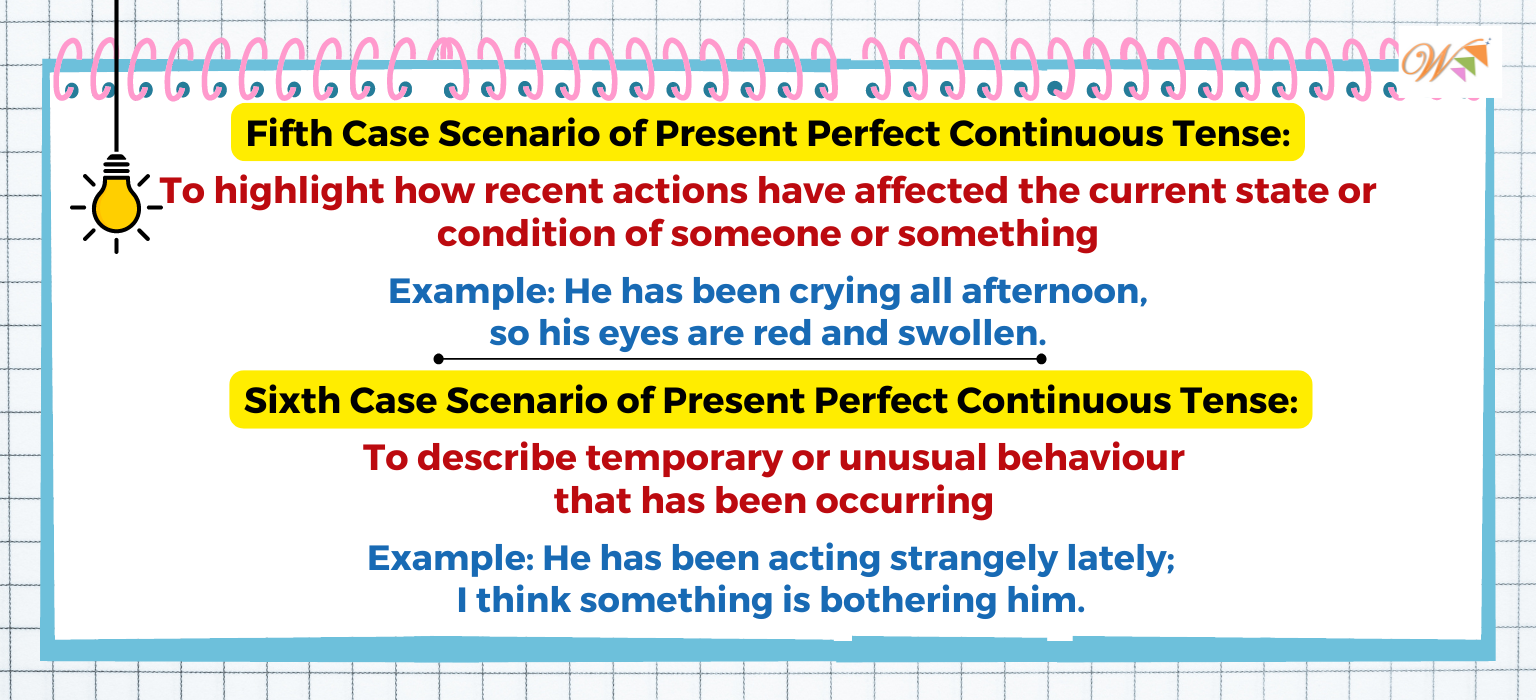 W
Fifth Case Scenario of Present Perfect Continuous Tense:
To highlight how recent actions have affected the current state or
condition of someone or something
Example: He has been crying all afternoon,
so his eyes are red and swollen.
Sixth Case Scenario of Present Perfect Continuous Tense:
To describe temporary or unusual behaviour
that has been occurring
Example: He has been acting strangely lately;
I think something is bothering him.